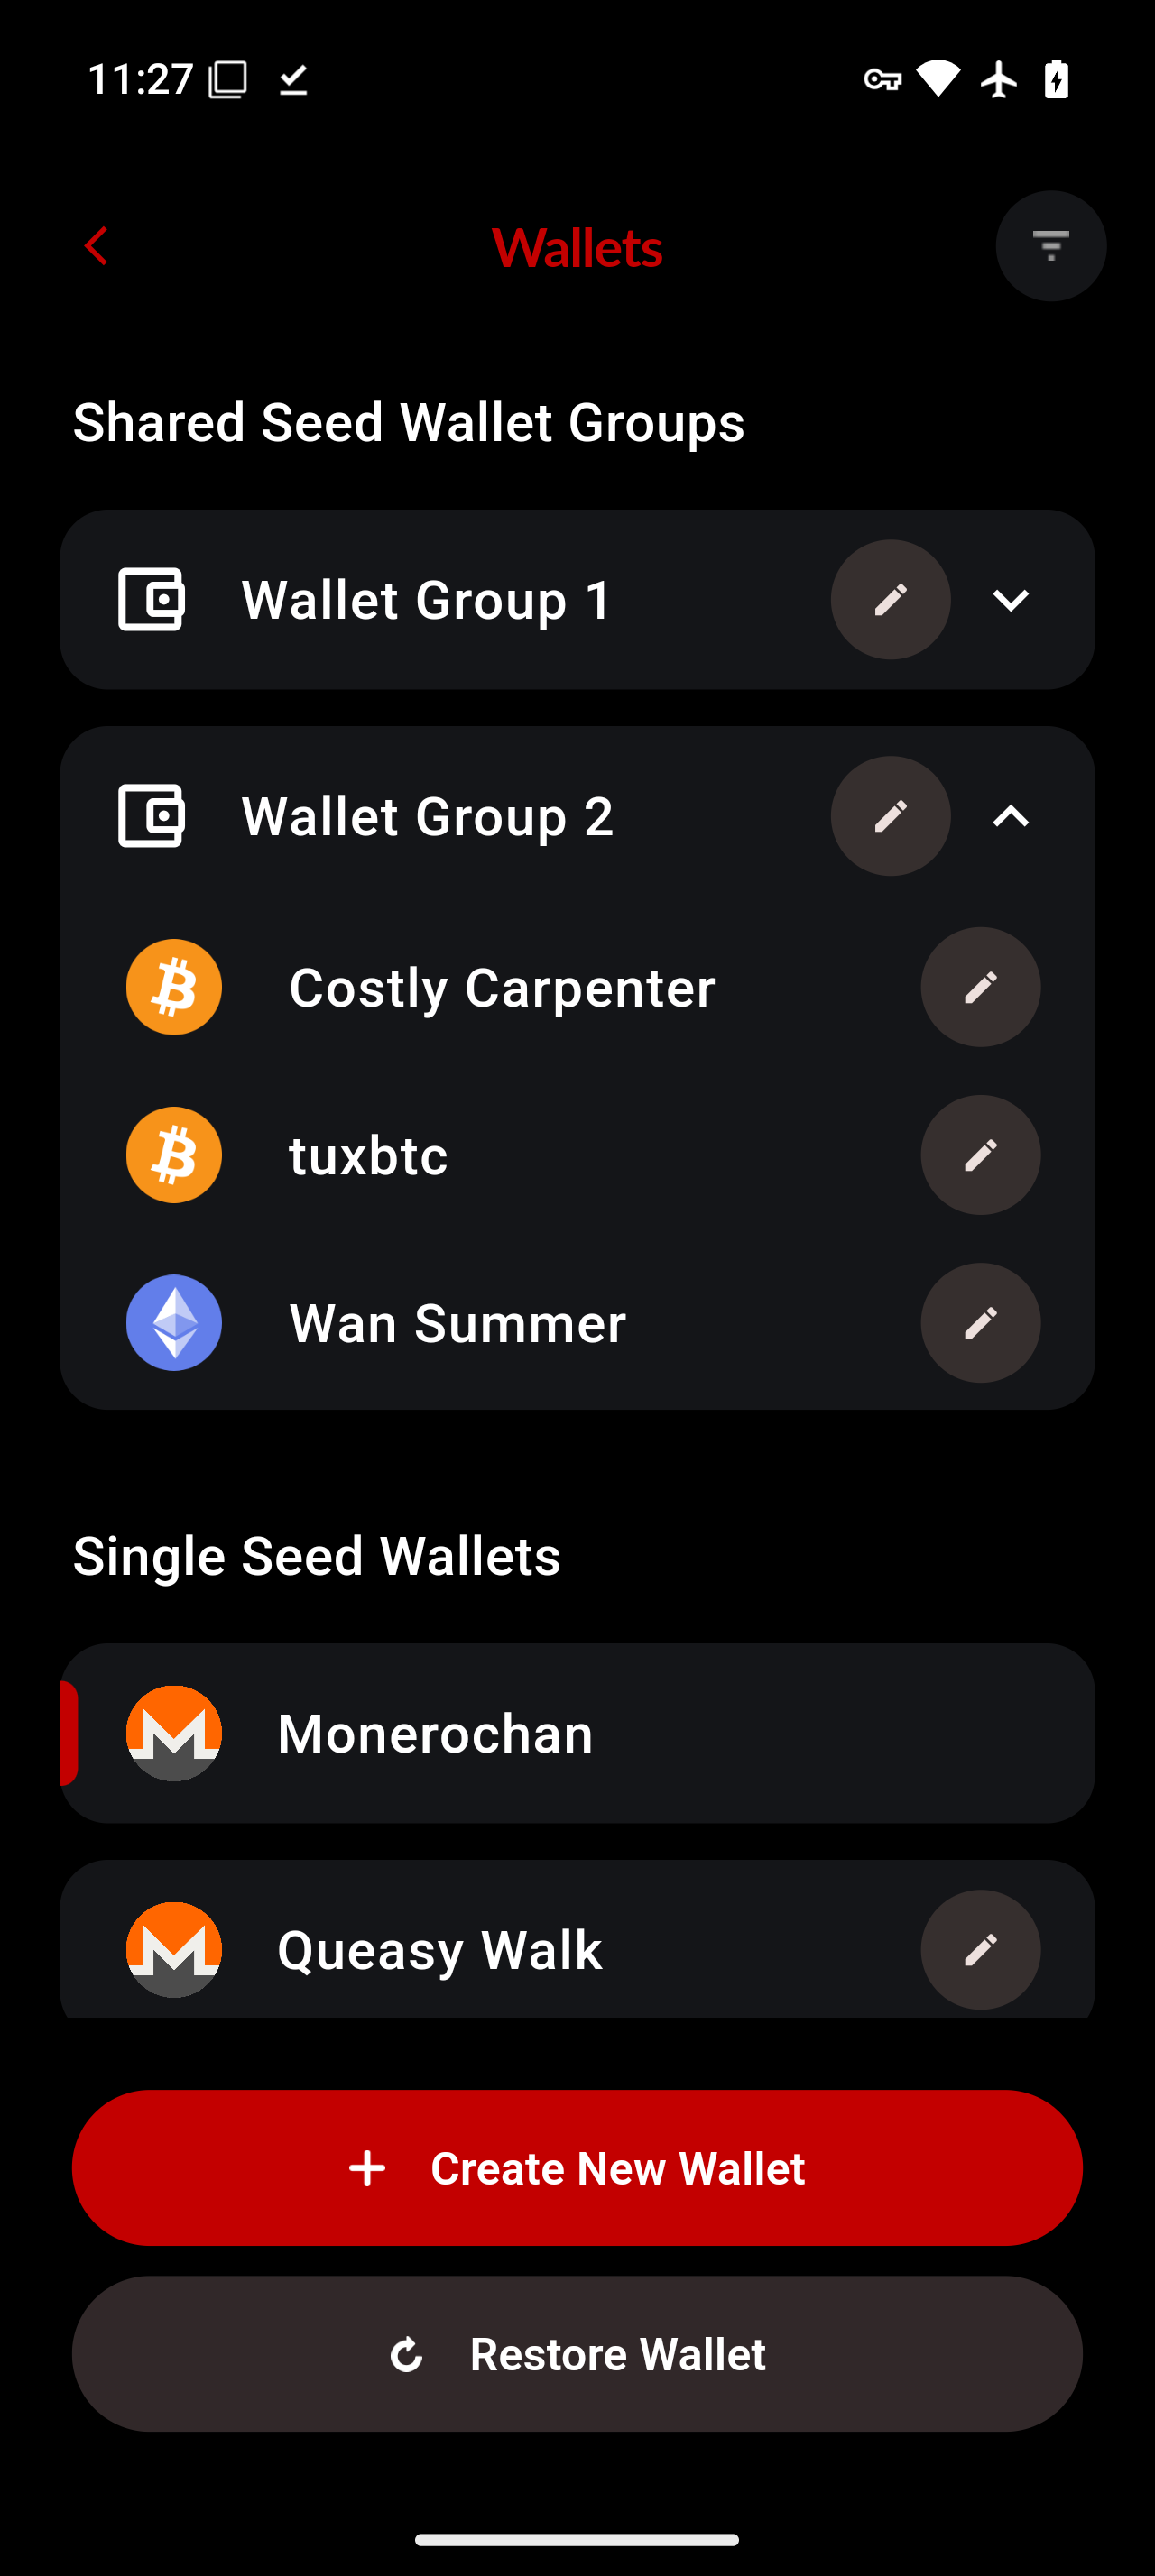 11:27
Wallets
Shared Seed Wallet Groups
Wallet Group 1
Wallet Group 2
Costly Carpenter
tuxbtc
Wan Summer
Single Seed Wallets
Monerochan
Queasy Walk
Create New Wallet
Restore Wallet